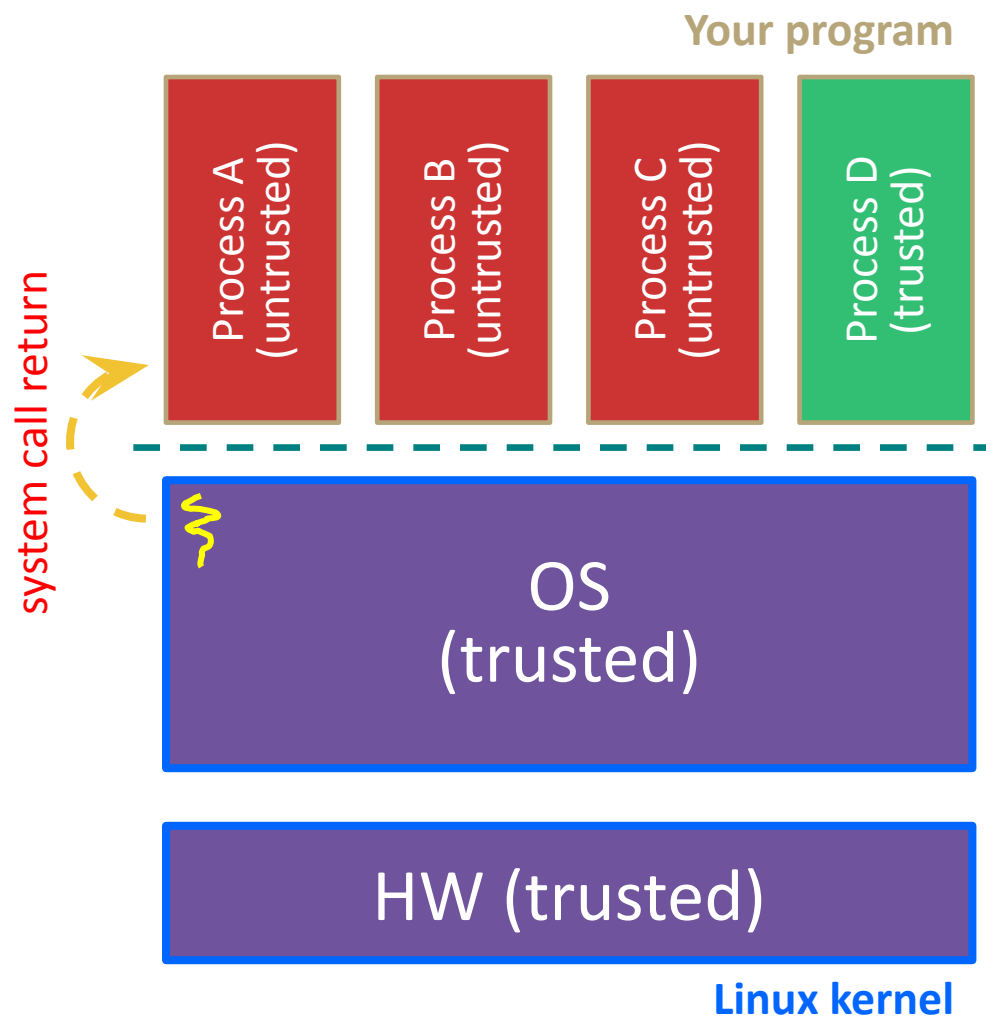 Your program
Process A
(untrusted)
Process B
(untrusted)
Process C
(untrusted)
Process D
(trusted)
system call return
OS
(trusted)
HW (trusted)
Linux kernel